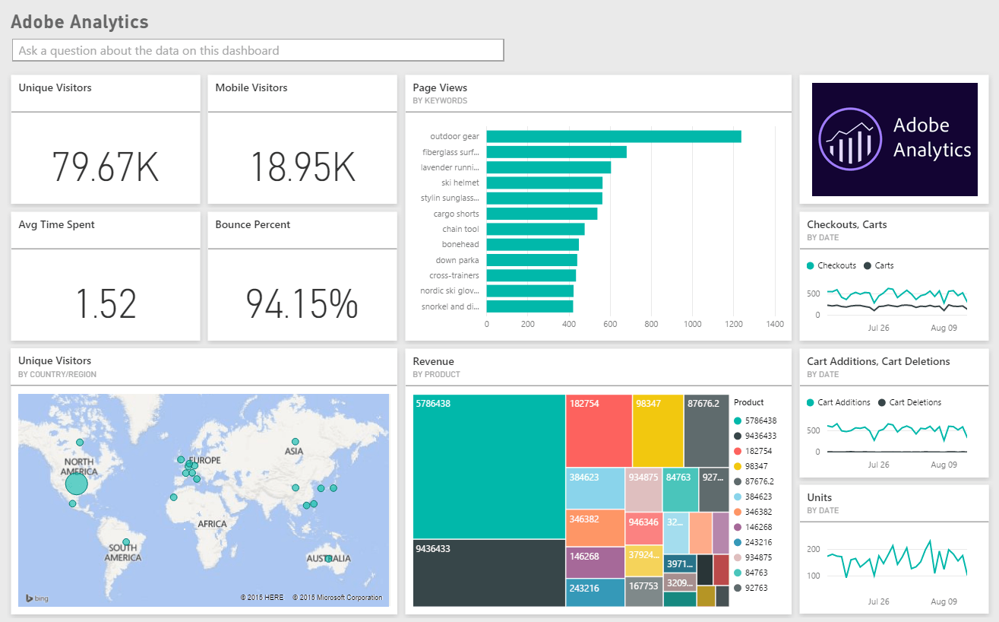 Adobe Analytics
Ask a question about the data on this dashboard
Unique Visitors
79.67K
Mobile Visitors
18.95K
Avg Time Spent
1.52
Bounce Percent
94.15%
Page Views
BY KEYWORDS
outdoor gear
fiberglass surf...
lavender runni...
ski helmet
stylin sunglass...
cargo shorts
chain tool
bonehead
down parka
cross-trainers
nordic ski glov...
snorkel and di...
0 200 400 600 800 1000 1200 1400
Adobe
Analytics
Checkouts, Carts
BY DATE
Checkouts Carts
500
0
Jul 26 Aug 09
Unique Visitors
BY COUNTRY/REGION
NORTH
AMERICA
EUROPE
ASIA
AFRICA
SOUTH
AMERICA
AUSTRALIA
bing
© 2015 HERE © 2015 Microsoft Corporation
Revenue
BY PRODUCT
5786438
9436433
182754
98347
87676.2
384623
934875
84763
927...
346382
946346
32...
146268
37924...
3971...
243216
167753
3209...
Product
5786438
9436433
182754
98347
87676.2
384623
346382
146268
243216
934875
84763
92763
Cart Additions, Cart Deletions
BY DATE
Cart Additions Cart Deletions
500
0
Jul 26 Aug 09
Units
BY DATE
200
100
Jul 26 Aug 09